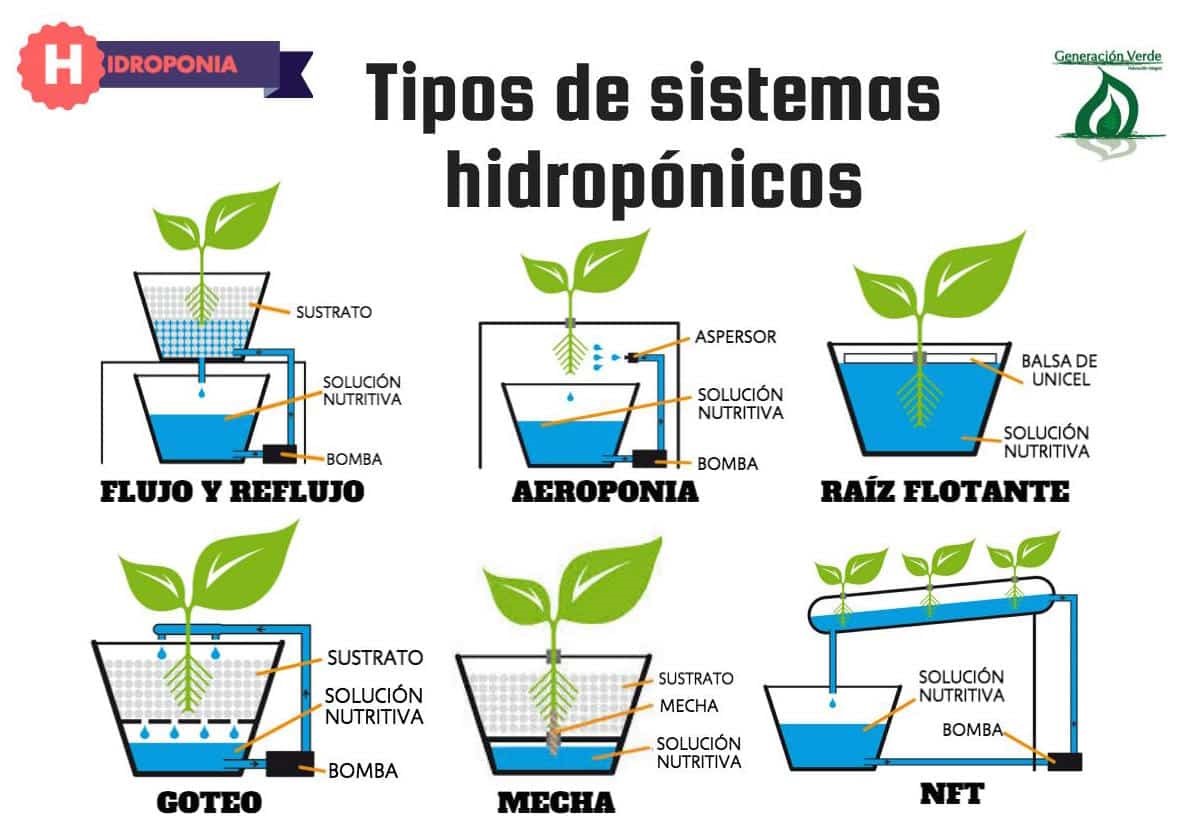 HIDROPONIA
Tipos de sistemas
hidropónicos
Generación Verde
SUSTRATO
SOLUCIÓN
NUTRITIVA
BOMBA
FLUJO Y REFLUJO
ASPERSOR
SOLUCIÓN
NUTRITIVA
BOMBA
AEROPONIA
BALSA DE
UNICEL
SOLUCIÓN
NUTRITIVA
RAÍZ FLOTANTE
SUSTRATO
SOLUCIÓN
NUTRITIVA
BOMBA
GOTEO
SUSTRATO
MECHA
SOLUCIÓN
NUTRITIVA
MECHA
SOLUCIÓN
NUTRITIVA
BOMBA
NFT